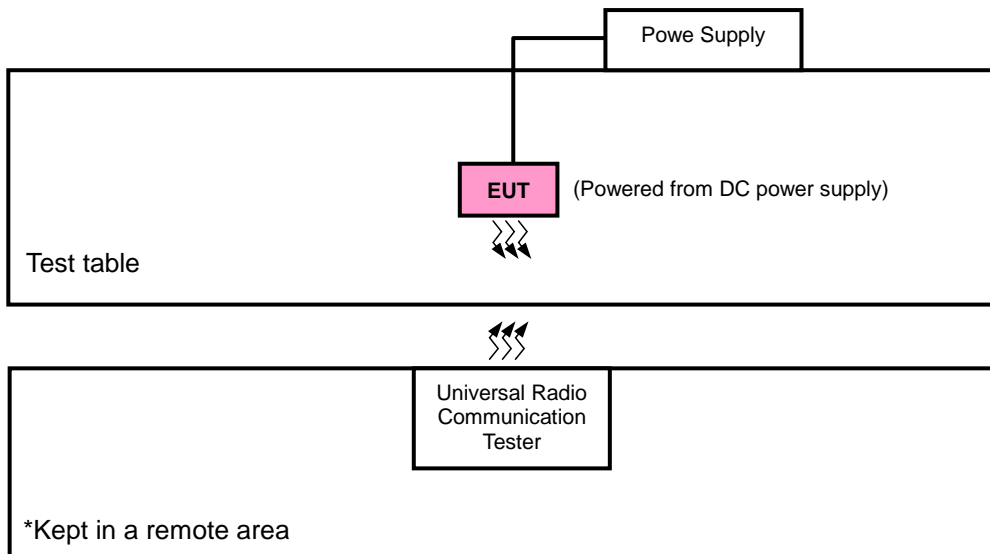 Powe Supply
EUT
(Powered from DC power supply)
Test table
Universal Radio
Communication
Tester
*Kept in a remote area